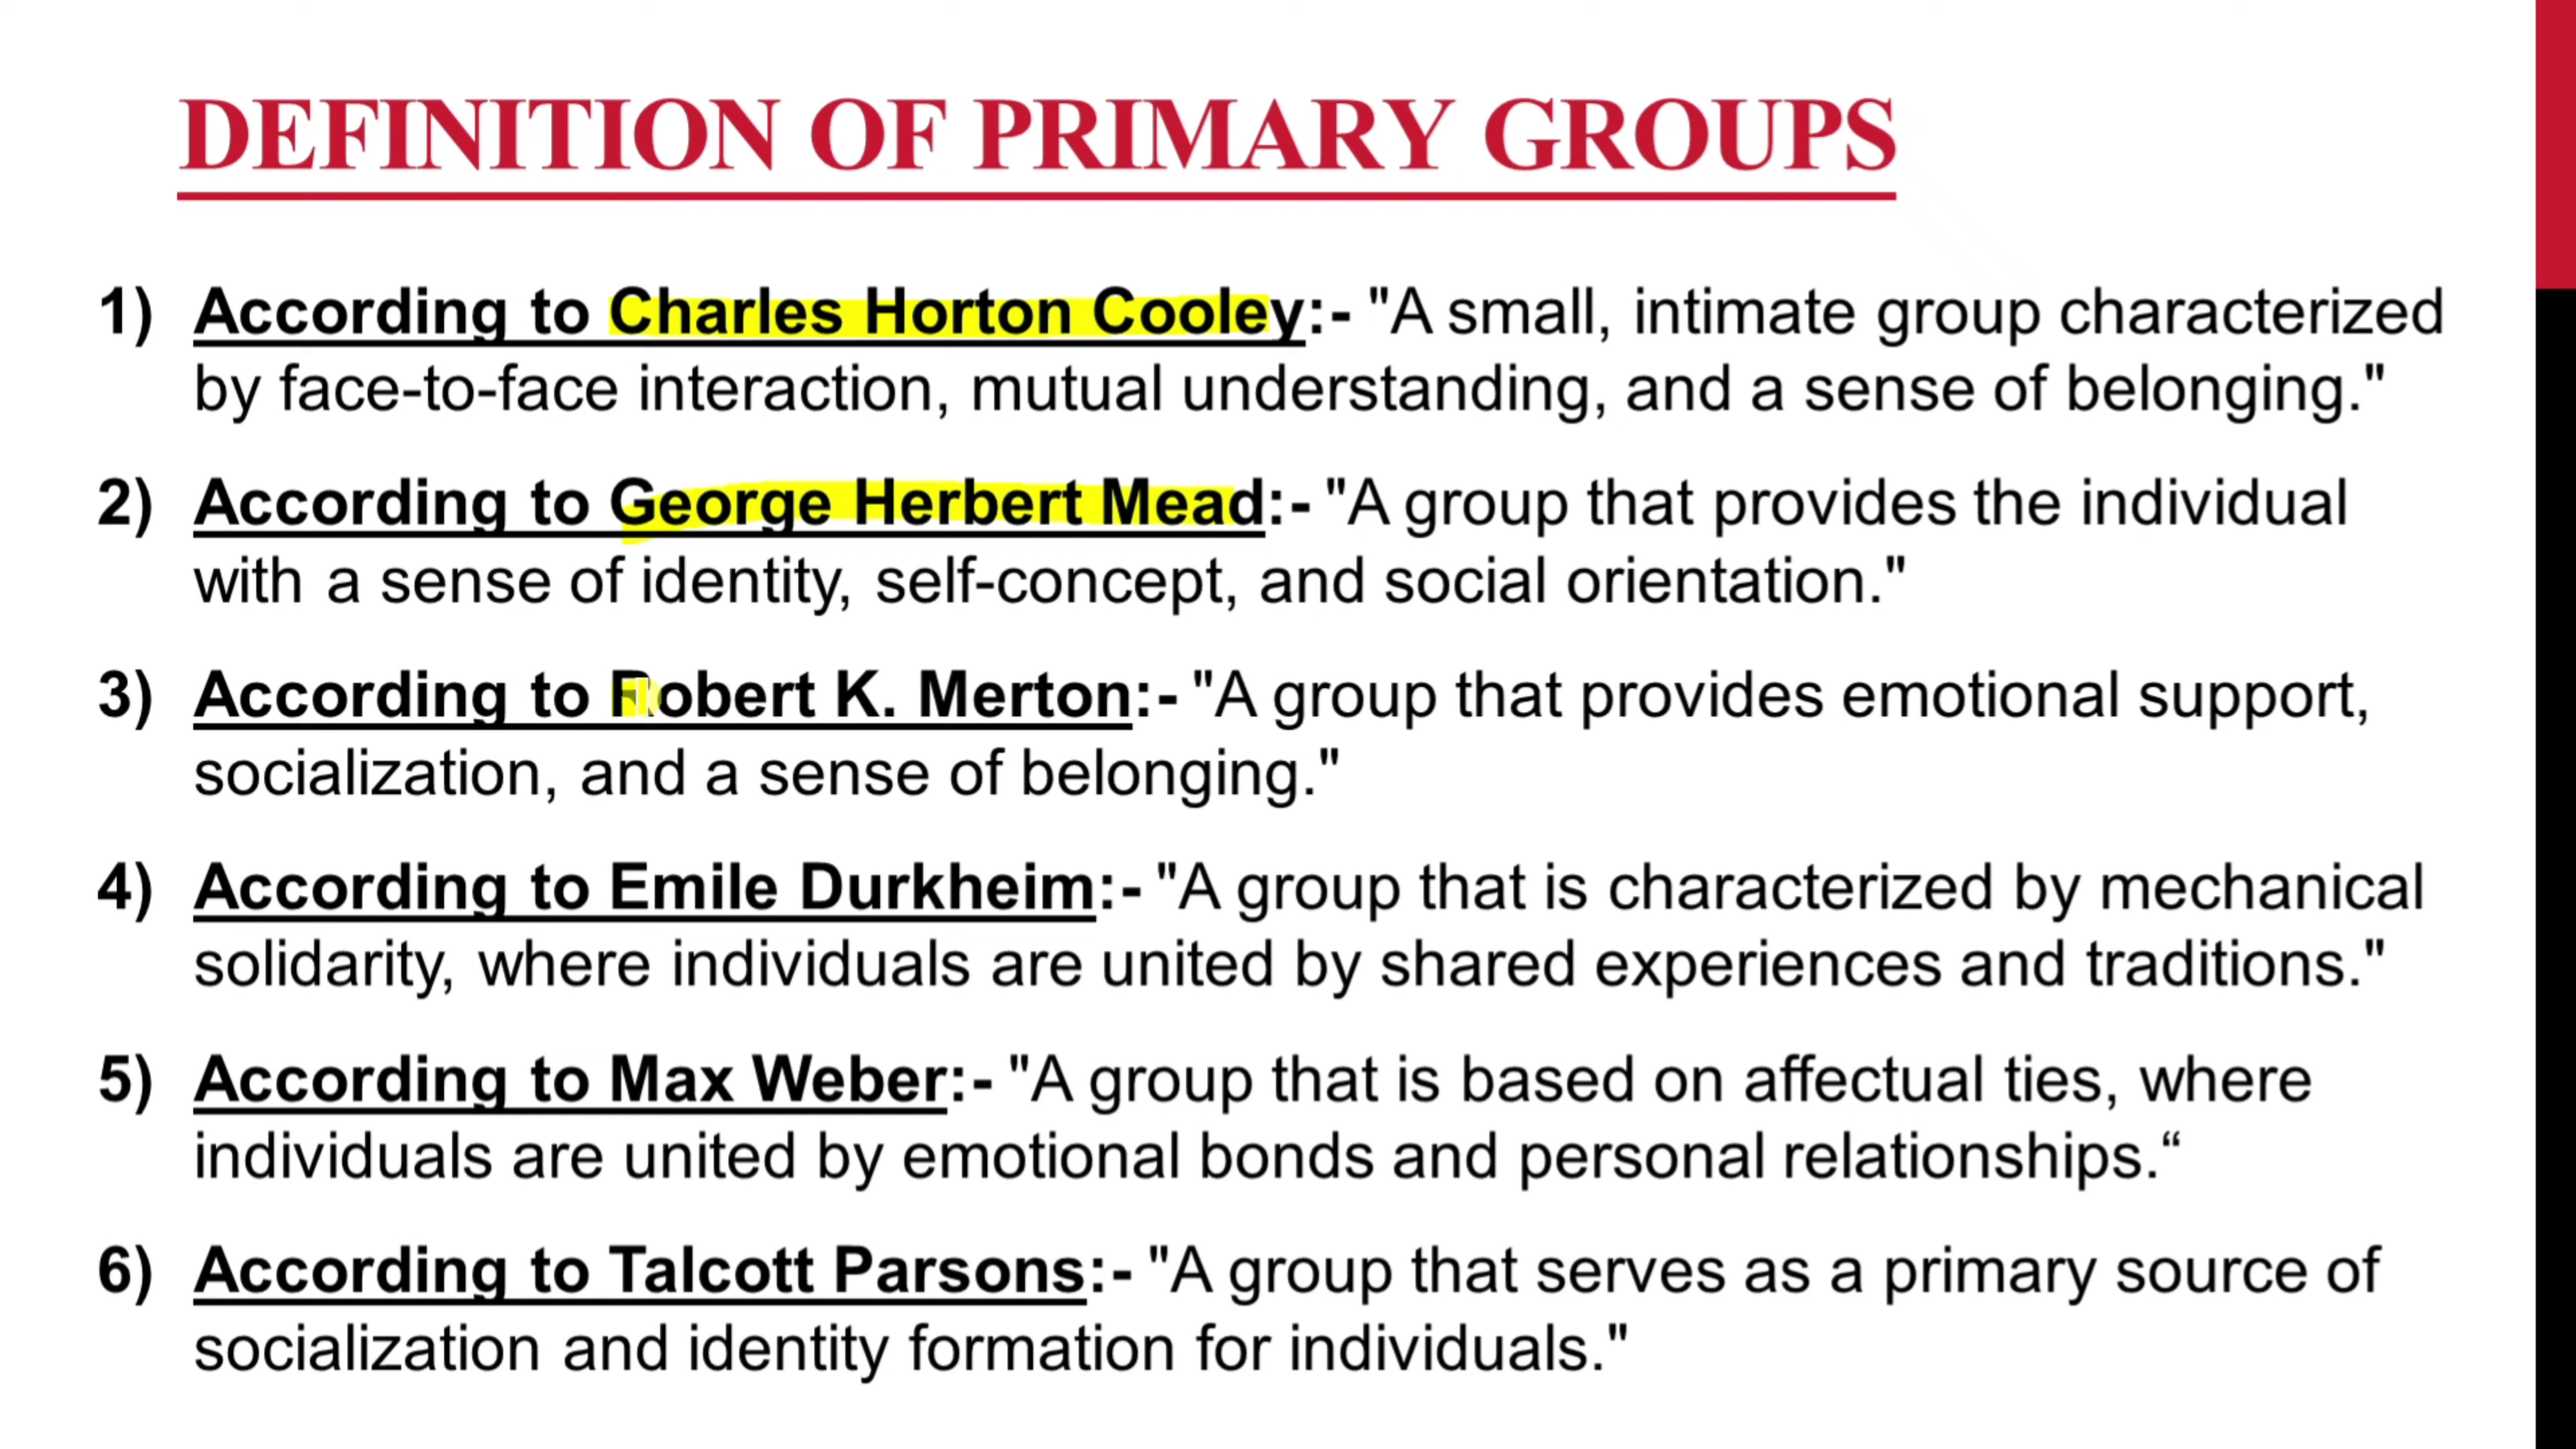 DEFINITION OF PRIMARY GROUPS
1) According to Charles Horton Cooley:- "A small, intimate group characterized
by face-to-face interaction, mutual understanding, and a sense of belonging."
2) According to George Herbert Mead:- "A group that provides the individual
with a sense of identity, self-concept, and social orientation."
3) According to Robert K. Merton:- "A group that provides emotional support,
socialization, and a sense of belonging."
4) According to Emile Durkheim:- "A group that is characterized by mechanical
solidarity, where individuals are united by shared experiences and traditions."
5) According to Max Weber:- "A group that is based on affectual ties, where
individuals are united by emotional bonds and personal relationships.“
6) According to Talcott Parsons:- "A group that serves as a primary source of
socialization and identity formation for individuals."